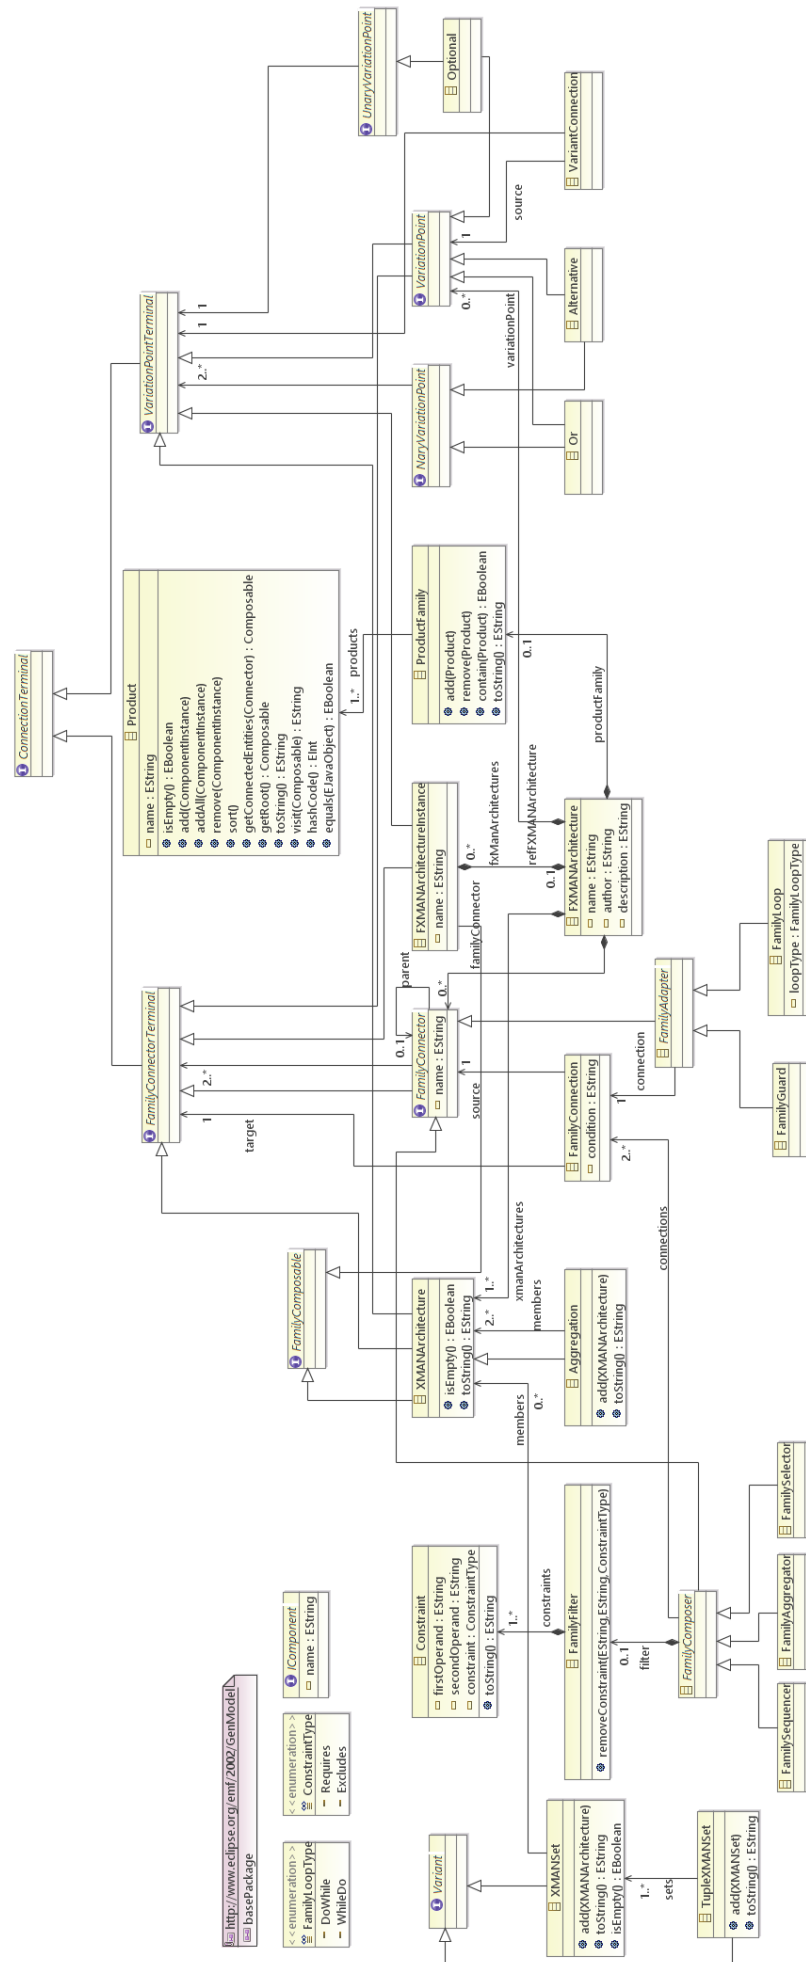 http://www.eclipse.org/emf/2002/GenModel
basePackage
<<enumeration>>
FamilyLoopType
DoWhile
WhileDo
<<enumeration>>
ConstraintType
Requires
Excludes
IComponent
name : EString
FamilyComposable
FamilyConnectorTerminal
ConnectionTerminal
Product
name : EString
isEmpty() : EBoolean
add(ComponentInstance)
addAll(ComponentInstance)
remove(ComponentInstance)
sort()
getConnectedEntities(Connector) : Composable
getRoot() : Composable
toString() : EString
visit(Composable) : EString
hashCode() : EInt
equals(EJavaObject) : EBoolean
VariationPointTerminal
UnaryVariationPoint
Optional
target
1
2..*
1..*
products
2..*
1
1
Variant
Constraint
firstOperand : EString
secondOperand : EString
constraint : ConstraintType
toString() : EString
XMANArchitecture
isEmpty() : EBoolean
toString() : EString
FamilyConnector
name : EString
0..1
parent
FXMANArchitectureInstance
name : EString
ProductFamily
add(Product)
remove(Product)
contain(Product) : EBoolean
toString() : EString
NaryVariationPoint
VariationPoint
1..*
constraints
members
0..*
2..*
members
1..*
xmanArchitectures
source
1
0..*
familyConnector
0..*
fxManArchitectures
0..1
refFXMANArchitecture
0..1
productFamily
variationPoint
0..*
1
source
XMANSet
add(XMANArchitecture)
toString() : EString
isEmpty() : EBoolean
FamilyFilter
removeConstraint(EString,EString,ConstraintType)
Aggregation
add(XMANArchitecture)
toString() : EString
FamilyConnection
condition : EString
FXMANArchitecture
name : EString
author : EString
description : EString
Or
Alternative
VariantConnection
1..*
sets
0..1
filter
connections
2..*
1
connection
TupleXMANSet
add(XMANSet)
toString() : EString
FamilyComposer
FamilyAdapter
FamilySequencer
FamilyAggregator
FamilySelector
FamilyGuard
FamilyLoop
loopType : FamilyLoopType